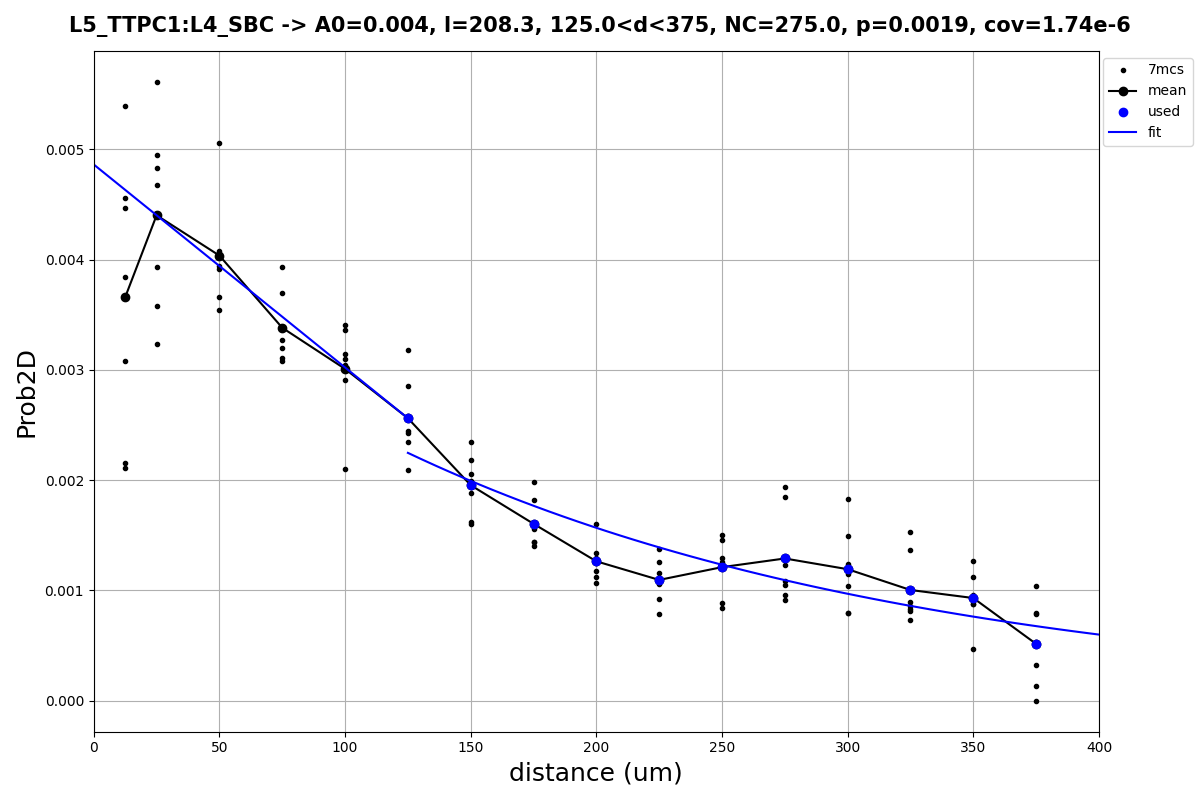 L5_TTPC1:L4_SBC -> A0=0.004, l=208.3, 125.0<d<375, NC=275.0, p=0.0019, cov=1.74e-6
7mcs
mean
used
fit
0.005
0.004
0.003
0.002
0.001
0.000
Prob2D
0 50 100 150 200 250 300 350 400
distance (um)